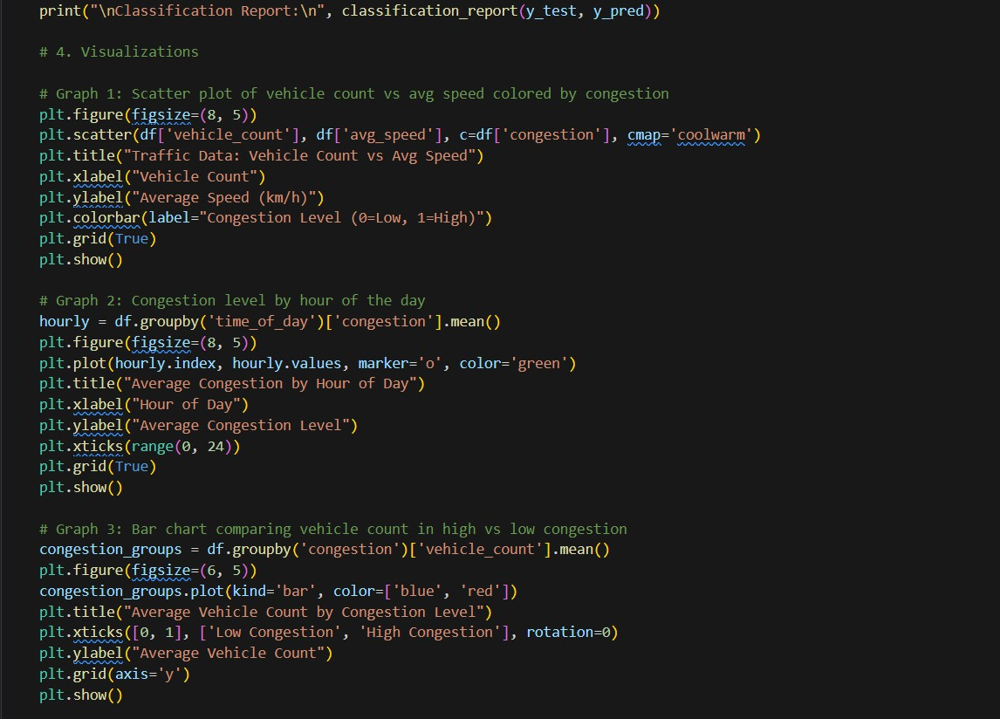 print("\nClassification Report:\n", classification_report(y_test, y_pred))
# 4. Visualizations
# Graph 1: Scatter plot of vehicle count vs avg speed colored by congestion
plt.figure(figsize=(8, 5))
plt.scatter(df['vehicle_count'], df['avg_speed'], c=df['congestion'], cmap='coolwarm')
plt.title("Traffic Data: Vehicle Count vs Avg Speed")
plt.xlabel("Vehicle Count")
plt.ylabel("Average Speed (km/h)")
plt.colorbar(label="Congestion Level (0=Low, 1=High)")
plt.grid(True)
plt.show()
# Graph 2: Congestion level by hour of the day
hourly = df.groupby('time_of_day')['congestion'].mean()
plt.figure(figsize=(8, 5))
plt.plot(hourly.index, hourly.values, marker='o', color='green')
plt.title("Average Congestion by Hour of Day")
plt.xlabel("Hour of Day")
plt.ylabel("Average Congestion Level")
plt.xticks(range(0, 24))
plt.grid(True)
plt.show()
# Graph 3: Bar chart comparing vehicle count in high vs low congestion
congestion_groups = df.groupby('congestion')['vehicle_count'].mean()
plt.figure(figsize=(6, 5))
congestion_groups.plot(kind='bar', color=['blue', 'red'])
plt.title("Average Vehicle Count by Congestion Level")
plt.xticks([0, 1], ['Low Congestion', 'High Congestion'], rotation=0)
plt.ylabel("Average Vehicle Count")
plt.grid(axis='y')
plt.show()